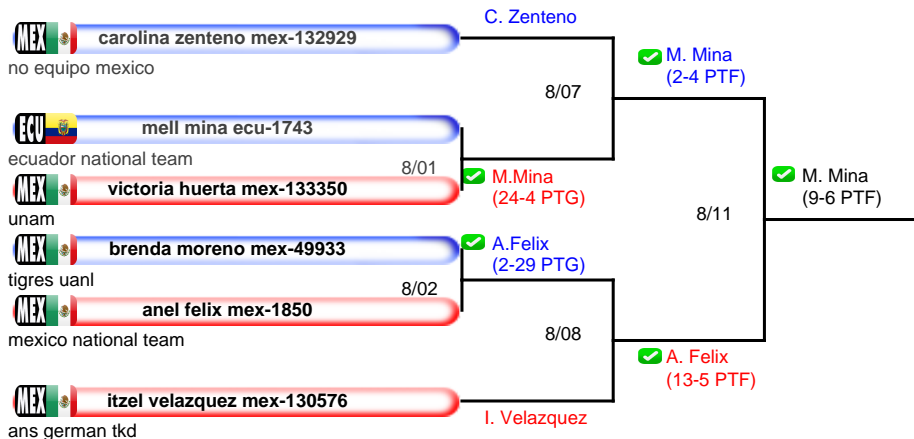 C. Zenteno
MEX carolina zenteno mex-132929
no equipo mexico
M. Mina
(2-4 PTF)
8/07
ECU mell mina ecu-1743
ecuador national team
8/01
M.Mina
(24-4 PTG)
MEX victoria huerta mex-133350
unam
M. Mina
(9-6 PTF)
8/11
MEX brenda moreno mex-49933
tigres uanl
A.Felix
(2-29 PTG)
8/02
MEX anel felix mex-1850
mexico national team
8/08
A. Felix
(13-5 PTF)
MEX itzel velazquez mex-130576
ans german tkd
I. Velazquez